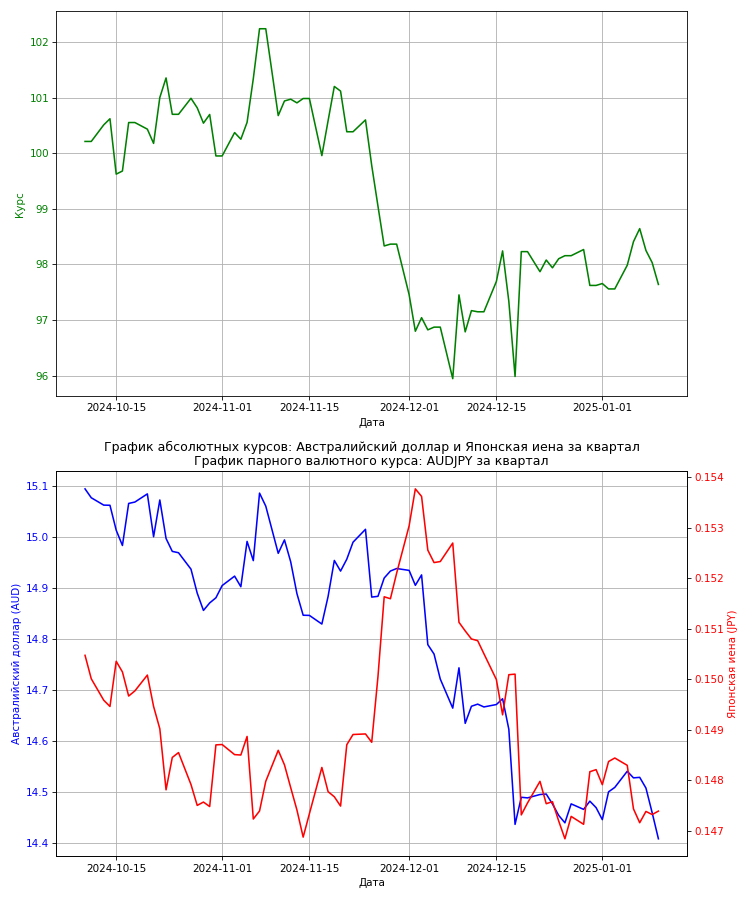 102
101
100
99
98
97
96
Курс
2024-10-15 2024-11-01 2024-11-15 2024-12-01 2024-12-15 2025-01-01
Дата
График абсолютных курсов: Австралийский доллар и Японская иена за квартал
График парного валютного курса: AUDJPY за квартал
15.1
15.0
14.9
14.8
14.7
14.6
14.5
14.4
Австралийский доллар (AUD)
0.154
0.153
0.152
0.151
0.150
0.149
0.148
0.147
Японская иена (JPY)
2024-10-15 2024-11-01 2024-11-15 2024-12-01 2024-12-15 2025-01-01
Дата